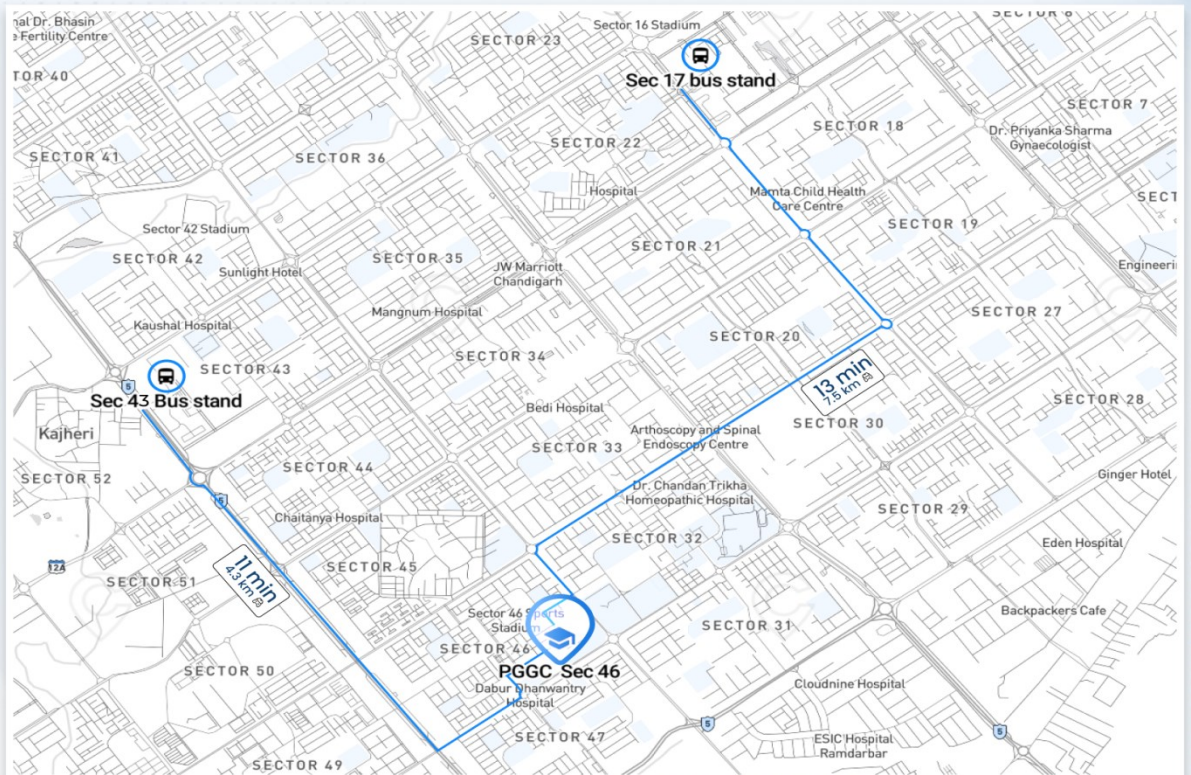 nal Dr. Bhasin
e Fertility Centre
SECTOR 23
Sector 16 Stadium
SECTOR 8
Sec 17 bus stand
TOR 40
SECTOR 7
SECTOR 18
Dr. Priyanka Sharma
Gynaecologist
SECTOR 41
SECTOR 36
SECTOR 22
Hospital
Mamta Child Health
Care Centre
SECT
Sector 42 Stadium
SECTOR 19
SECTOR 42
SECTOR 35
SECTOR 21
Sunlight Hotel
JW Marriott
Chandigarh
Engineeri
Mangnum Hospital
SECTOR 27
Kaushal Hospital
SECTOR 20
SECTOR 34
SECTOR 43
5
Sec 43 Bus stand
13 min
7.5 km
SECTOR 28
Bedi Hospital
Kajheri
Arthoscopy and Spinal
Endoscopy Centre
SECTOR 30
SECTOR 33
SECTOR 44
SECTOR 52
Ginger Hotel
Dr. Chandan Trikha
Homeopathic Hospital
5
SECTOR 29
Chaitanya Hospital
SECTOR 32
Eden Hospital
12A
SECTOR 45
SECTOR 51
11 min
4.3 km
Sector 46 Sports
Stadium
Backpackers Cafe
SECTOR 31
SECTOR 46
SECTOR 50
PGGC Sec 46
Dabur Dhanwantry
Hospital
Cloudnine Hospital
5
5
SECTOR 47
ESIC Hospital
Ramdarbar
SECTOR 49